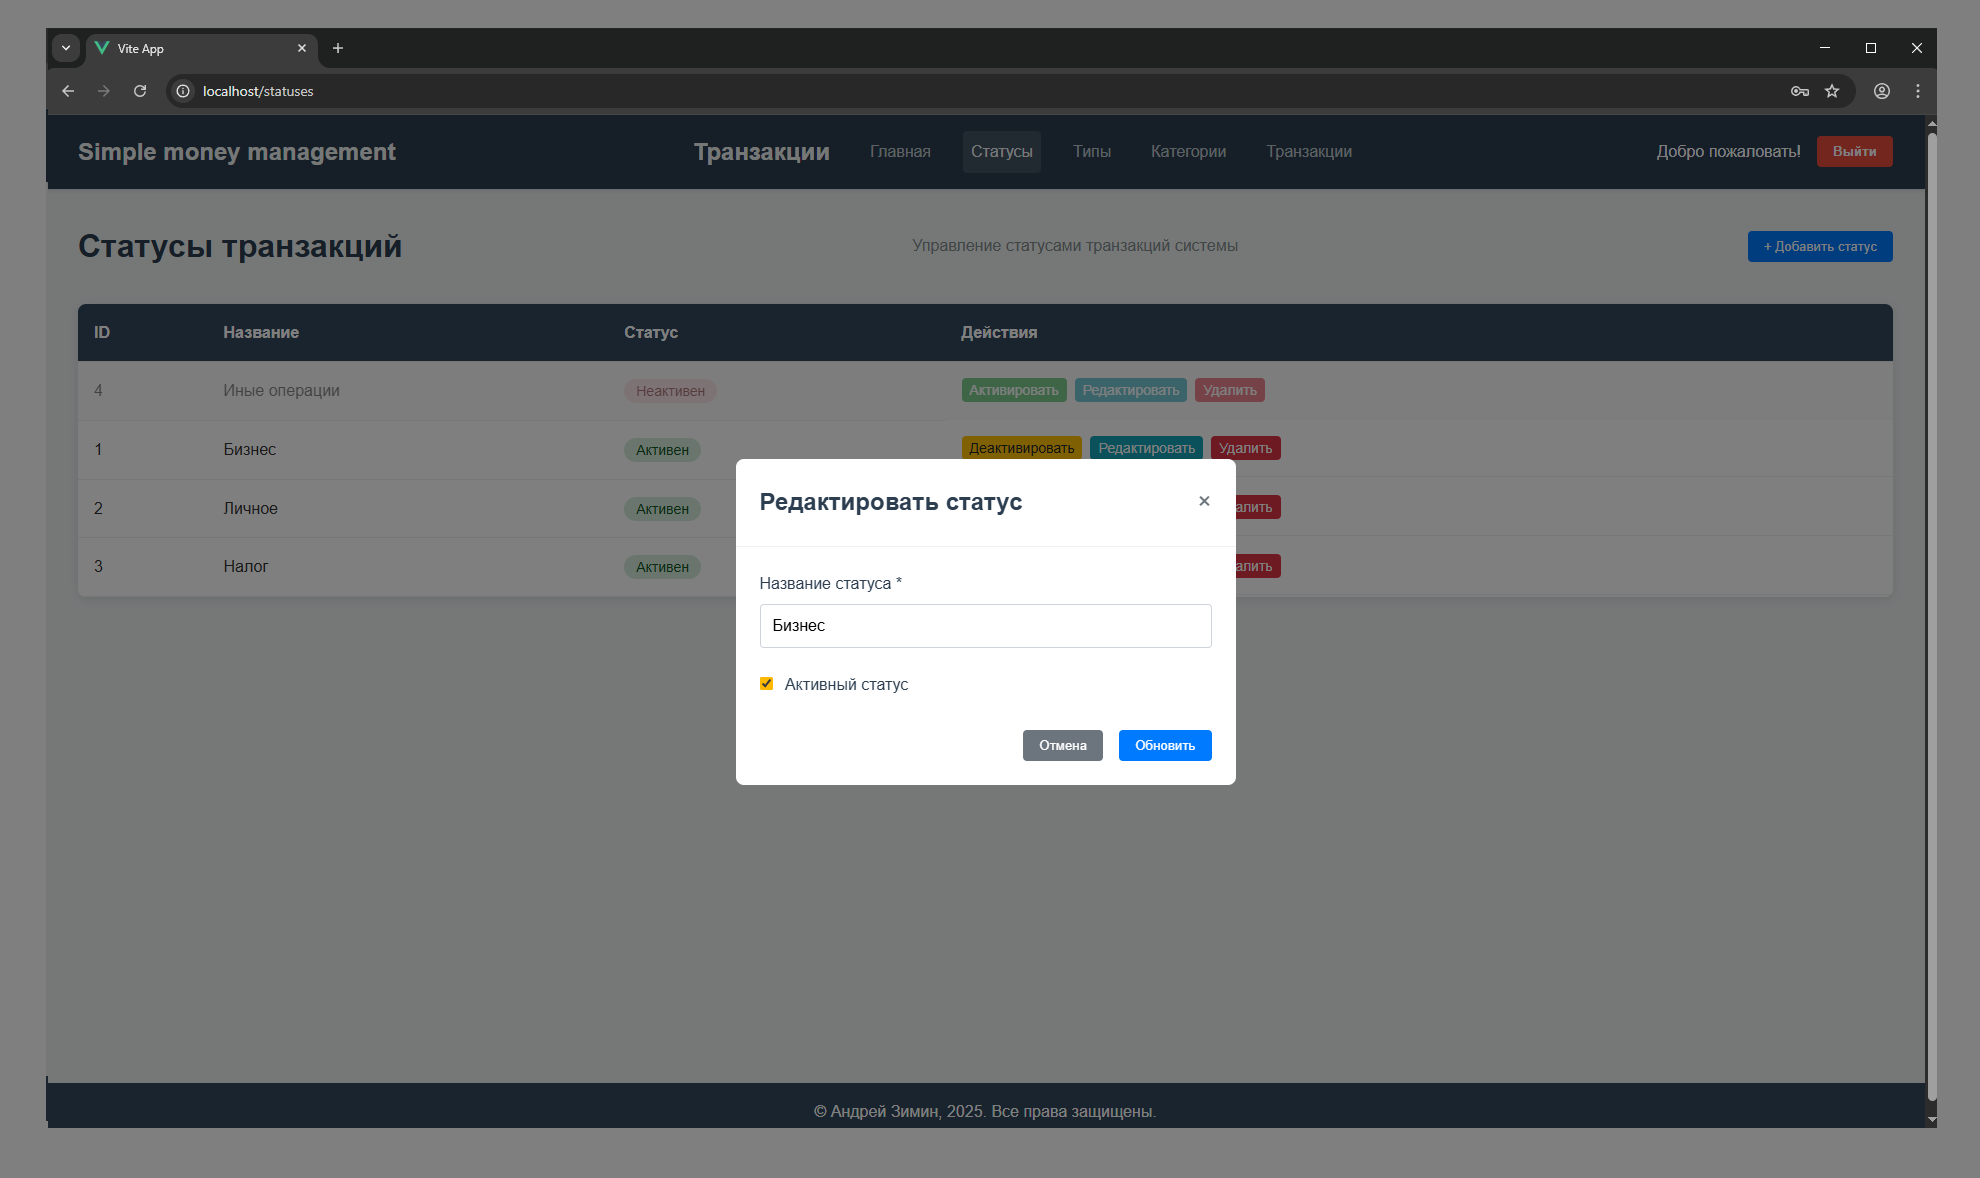 Vite App
localhost/statuses
Simple money management
Транзакции Главная Статусы Типы Категории Транзакции
Добро пожаловать! Выйти
Статусы транзакций
Управление статусами транзакций системы
+ Добавить статус
ID Название Статус Действия
4 Иные операции Неактивен Активировать Редактировать Удалить
1 Бизнес Активен Деактивировать Редактировать Удалить
2 Личное Активен алить
3 Налог Активен алить
Редактировать статус
×
Название статуса *
Бизнес
Активный статус
Отмена Обновить
© Андрей Зимин, 2025. Все права защищены.